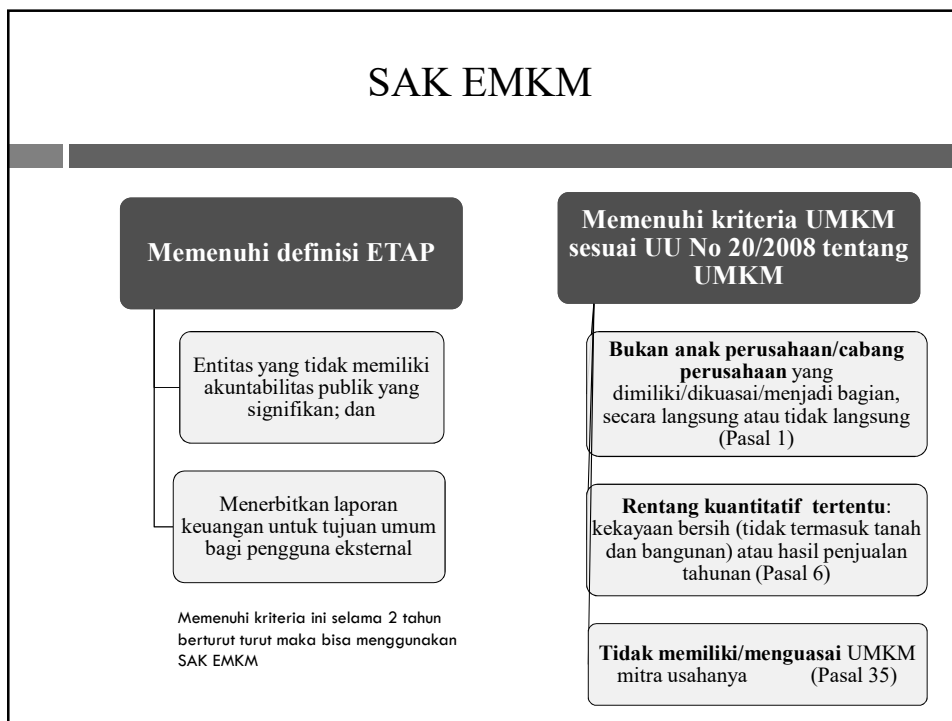 SAK EMKM
Memenuhi definisi ETAP
Entitas yang tidak memiliki
akuntabilitas publik yang
signifikan; dan
Menerbitkan laporan
keuangan untuk tujuan umum
bagi pengguna eksternal
Memenuhi kriteria ini selama 2 tahun
berturut turut maka bisa menggunakan
SAK EMKM
Memenuhi kriteria UMKM
sesuai UU No 20/2008 tentang
UMKM
Bukan anak perusahaan/cabang
perusahaan yang
dimiliki/dikuasai/menjadi bagian,
secara langsung atau tidak langsung
(Pasal 1)
Rentang kuantitatif tertentu:
kekayaan bersih (tidak termasuk tanah
dan bangunan) atau hasil penjualan
tahunan (Pasal 6)
Tidak memiliki/menguasai UMKM
mitra usahanya (Pasal 35)